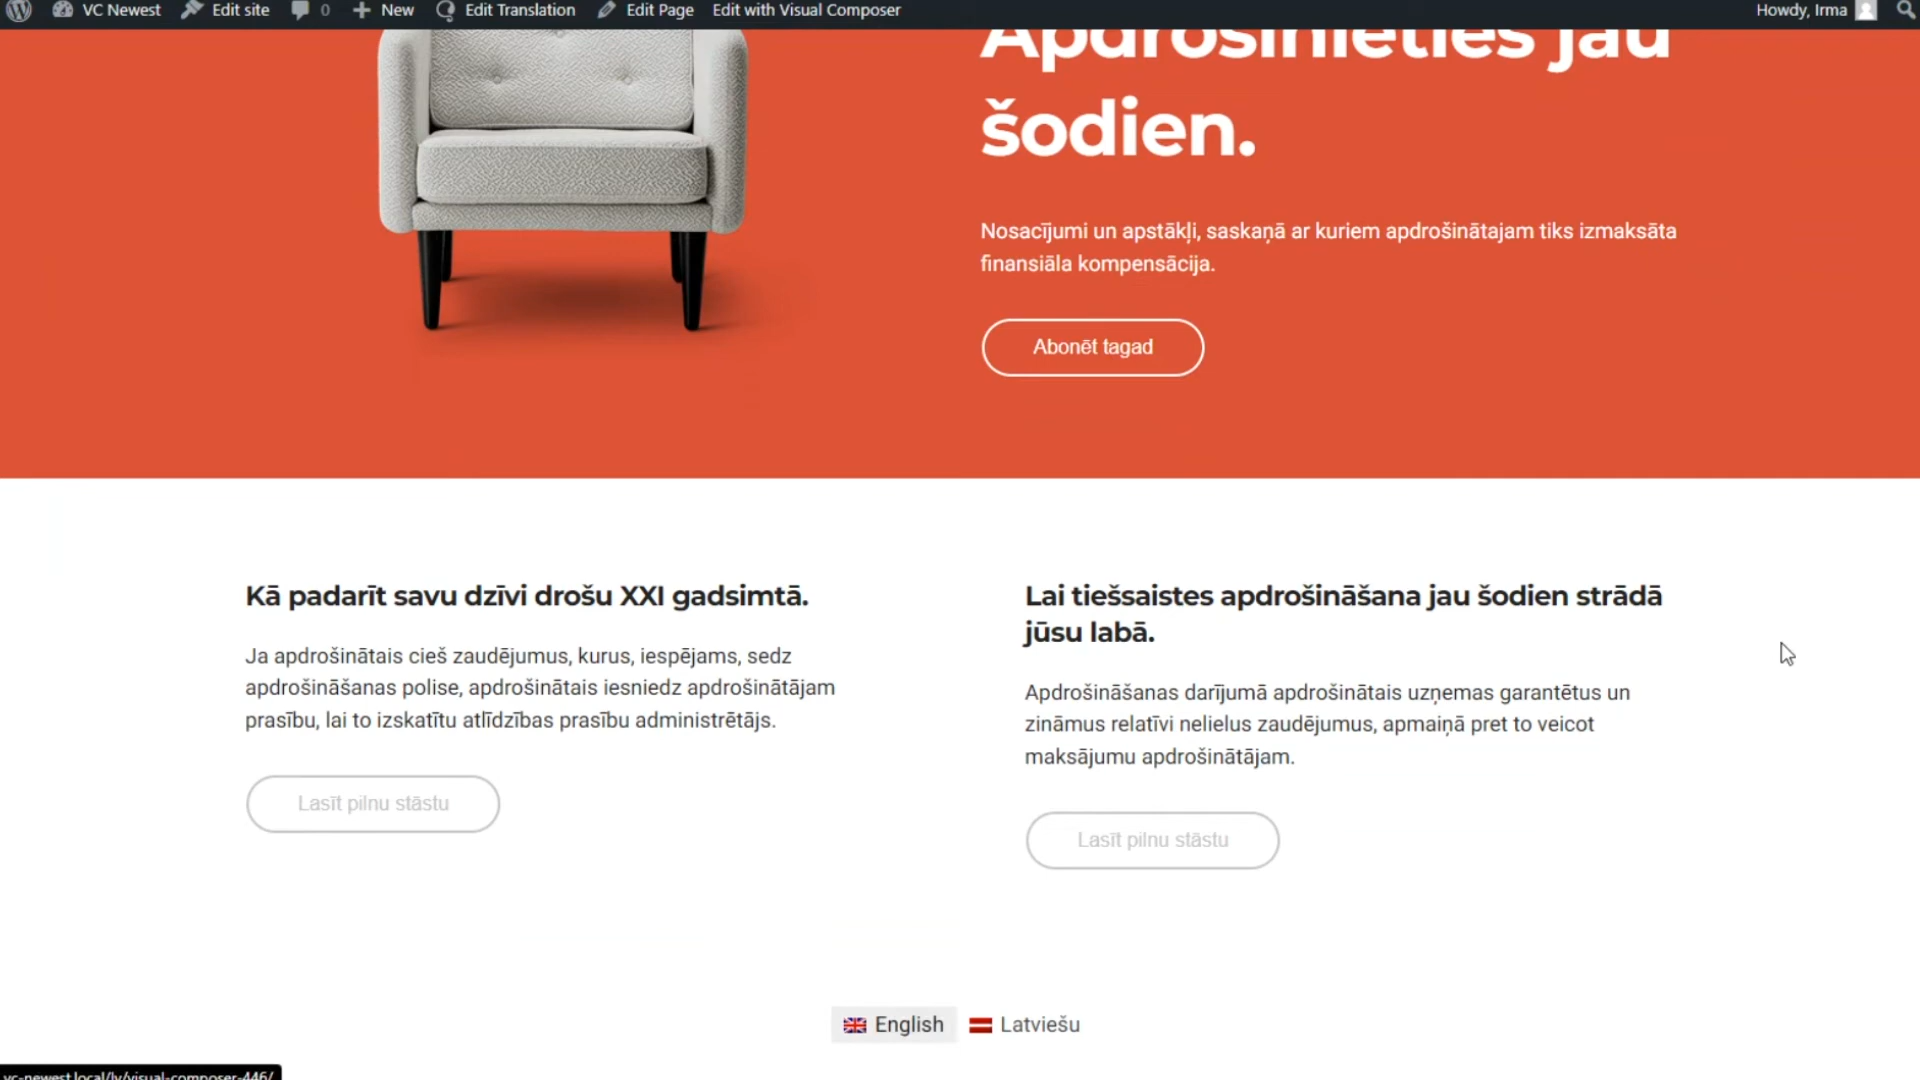 VC Newest Edit site 0 New Edit Translation Edit Page Edit with Visual Composer Howdy, Irma
Apdrošinieties jau
šodien.
Nosacījumi un apstākļi, saskaņā ar kuriem apdrošinātajam tiks izmaksāta
finansiāla kompensācija.
Abonēt tagad
Kā padarīt savu dzīvi drošu XXI gadsimtā.
Ja apdrošinātais cieš zaudējumus, kurus, iespējams, sedz
apdrošināšanas polise, apdrošinātais iesniedz apdrošinātājam
prasību, lai to izskatītu atlīdzības prasību administrētājs.
Lasīt pilnu stāstu
Lai tiešsaistes apdrošināšana jau šodien strādā
jūsu labā.
Apdrošināšanas darījumā apdrošinātais uzņemas garantētus un
zināmus relatīvi nelielus zaudējumus, apmaiņā pret to veicot
maksājumu apdrošinātājam.
Lasīt pilnu stāstu
English Latviešu
vc-newest.local/lv/visual-composer-446/